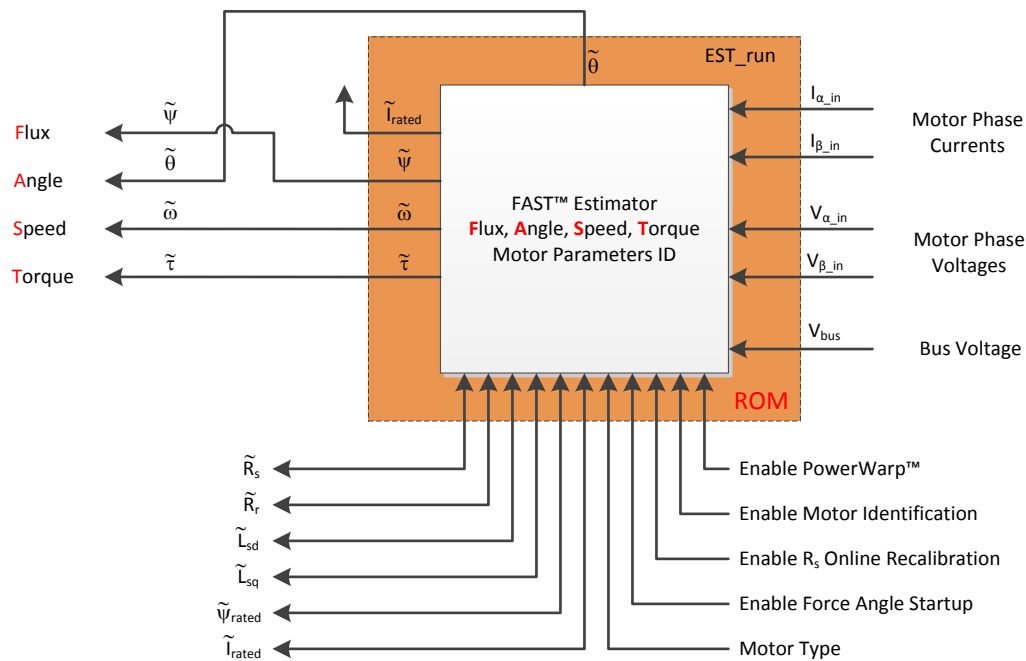 EST_run
θ̃
Ĩrated
ψ̃
ψ̃
Flux
θ̃
Angle
ω̃
ω̃
Speed
τ̃
τ̃
Torque
FAST™ Estimator
Flux, Angle, Speed, Torque
Motor Parameters ID
Iα_in
Iβ_in
Motor Phase
Currents
Vα_in
Vβ_in
Motor Phase
Voltages
Vbus
Bus Voltage
ROM
R̃s
R̃r
L̃sd
L̃sq
ψ̃rated
Ĩrated
Enable PowerWarp™
Enable Motor Identification
Enable Rs Online Recalibration
Enable Force Angle Startup
Motor Type